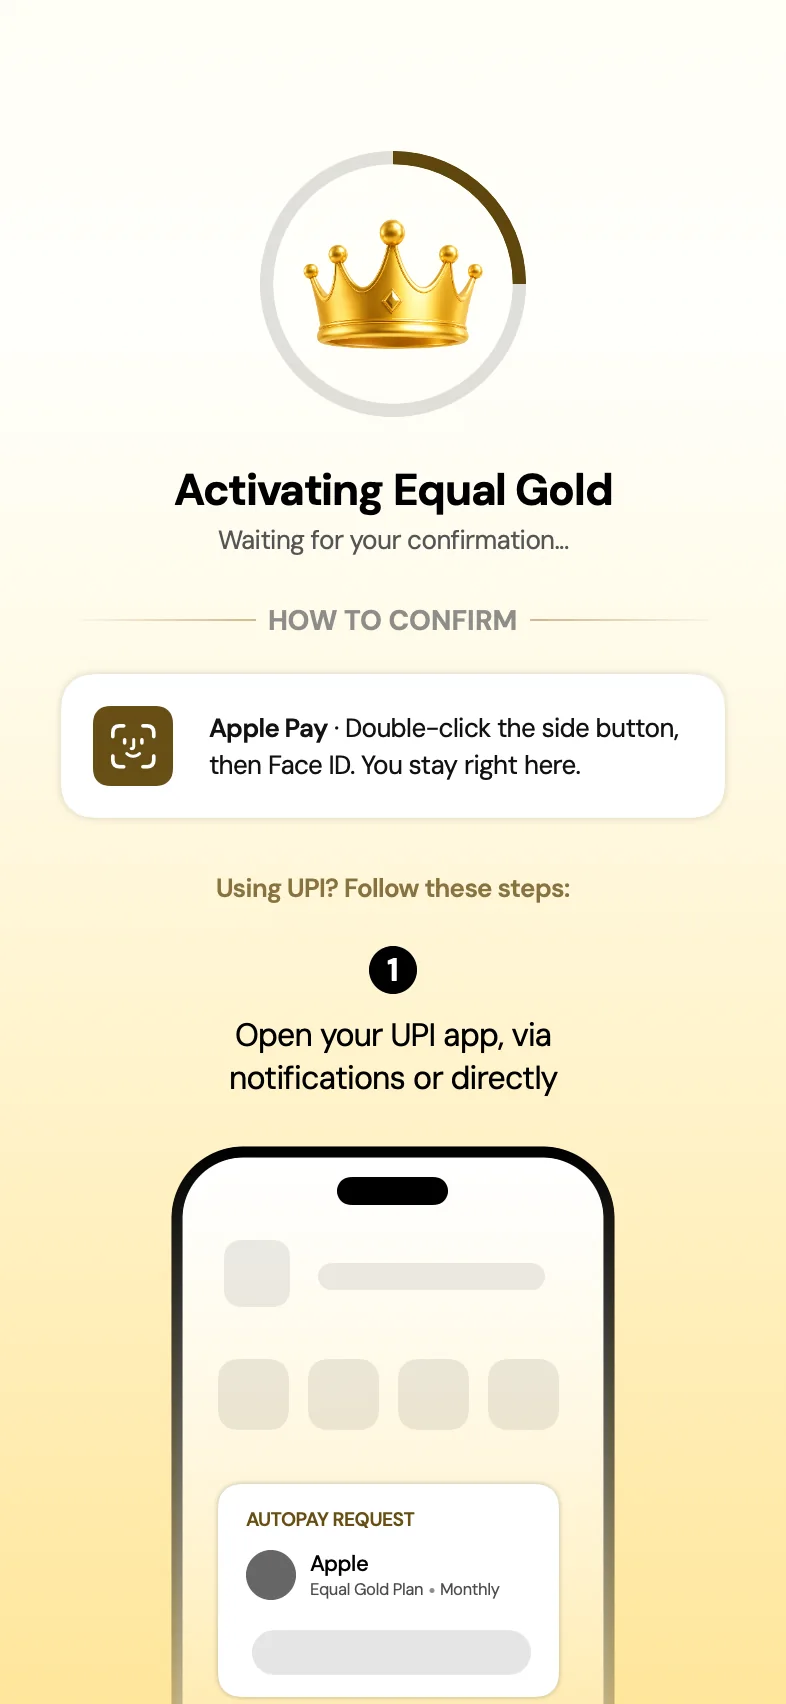 Activating Equal Gold
Waiting for your confirmation...
HOW TO CONFIRM
Apple Pay · Double-click the side button,
then Face ID. You stay right here.
Using UPI? Follow these steps:
1
Open your UPI app, via
notifications or directly
AUTOPAY REQUEST
Apple
Equal Gold Plan • Monthly